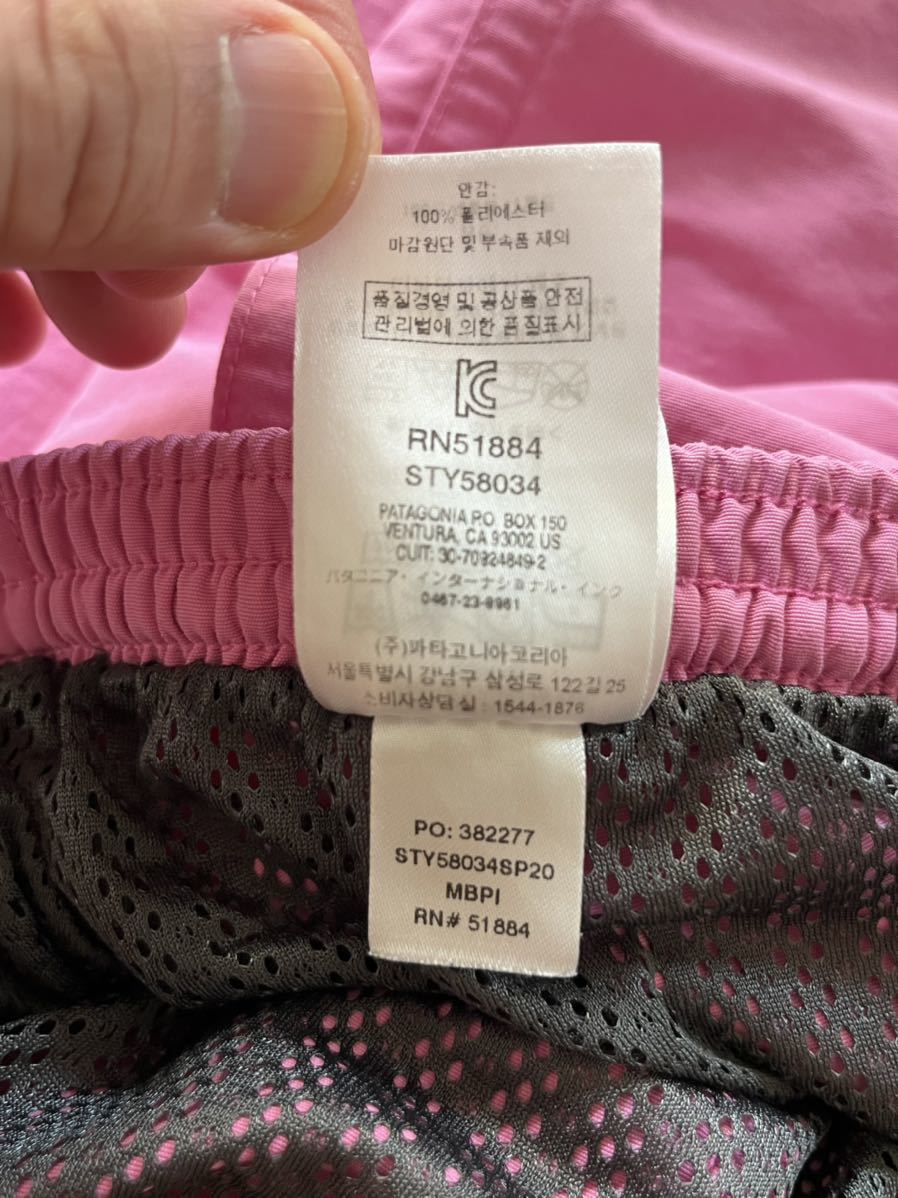 안감:
100% 폴리에스터
마감원단 및 부속품 제외
품질경영 및 공산품 안전
관리법에 의한 품질표시
RN51884
STY58034
PATAGONIA P.O. BOX 150
VENTURA, CA 93002 US
CUIT: 30-70924849-2
パタゴニア・インターナショナル・インク
0467-23-8961
(주)파타고니아코리아
서울특별시 강남구 삼성로 122길 25
소비자상담실 : 1544-1876
PO: 382277
STY58034SP20
MBPI
RN# 51884